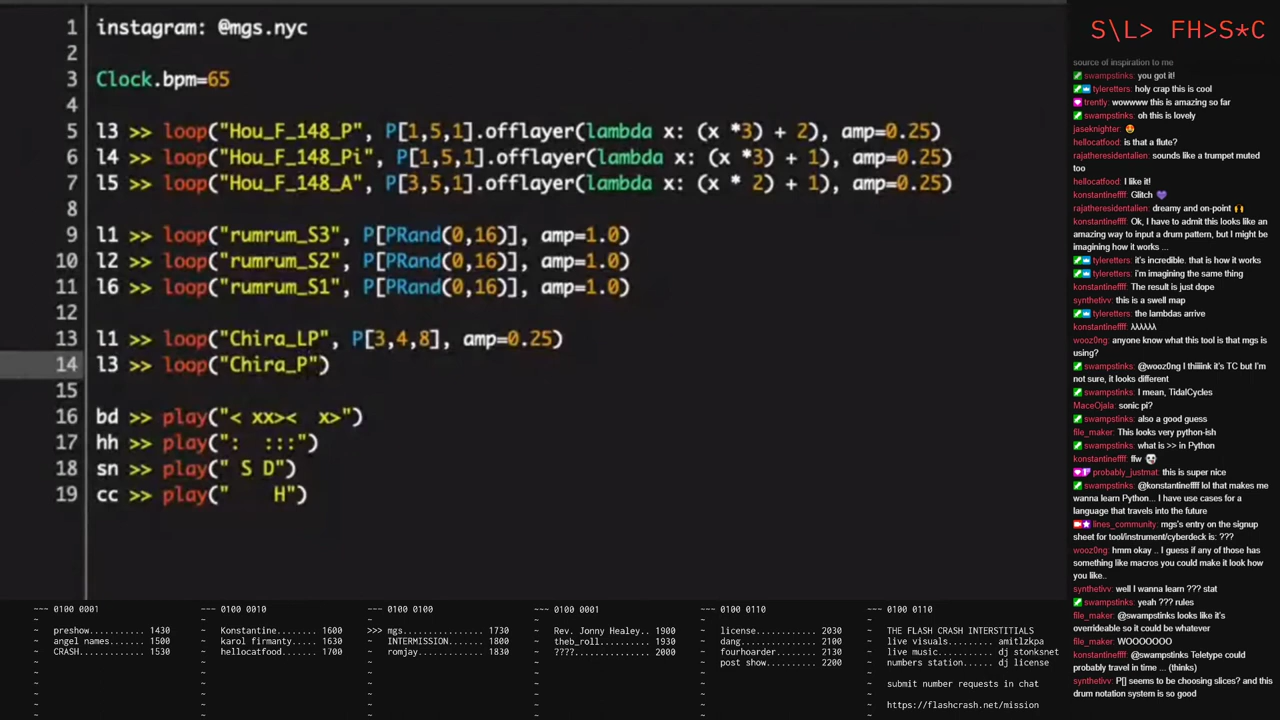 1 instagram: @mgs.nyc
2
3 Clock.bpm=65
4
5 l3 >> loop("Hou_F_148_P", P[1,5,1].offlayer(lambda x: (x *3) + 2), amp=0.25)
6 l4 >> loop("Hou_F_148_Pi", P[1,5,1].offlayer(lambda x: (x *3) + 1), amp=0.25)
7 l5 >> loop("Hou_F_148_A", P[3,5,1].offlayer(lambda x: (x * 2) + 1), amp=0.25)
8
9 l1 >> loop("rumrum_S3", P[PRand(0,16)], amp=1.0)
10 l2 >> loop("rumrum_S2", P[PRand(0,16)], amp=1.0)
11 l6 >> loop("rumrum_S1", P[PRand(0,16)], amp=1.0)
12
13 l1 >> loop("Chira_LP", P[3,4,8], amp=0.25)
14 l3 >> loop("Chira_P")
15
16 bd >> play("< xx><  x>")
17 hh >> play(":  :::")
18 sn >> play(" S D")
19 cc >> play("    H")
S\L> FH>S*C
source of inspiration to me
swampstinks: you got it!
tyleretters: holy crap this is cool
trently: wowwww this is amazing so far
swampstinks: oh this is lovely
jaseknighter: 😍
hellocatfood: is that a flute?
rajatheresidentalien: sounds like a trumpet muted
too
hellocatfood: I like it!
konstantineffff: Glitch 💜
rajatheresidentalien: dreamy and on-point 🙌
konstantineffff: Ok, I have to admit this looks like an
amazing way to input a drum pattern, but I might be
imagining how it works ...
tyleretters: it's incredible. that is how it works
tyleretters: i'm imagining the same thing
konstantineffff: The result is just dope
synthetivv: this is a swell map
tyleretters: the lambdas arrive
konstantineffff: λλλλλλ
wooz0ng: anyone know what this tool is that mgs is
using?
swampstinks: @wooz0ng I thiiiink it's TC but I'm
not sure, it looks different
swampstinks: I mean, TidalCycles
MaceOjala: sonic pi?
swampstinks: also a good guess
file_maker: This looks very python-ish
swampstinks: what is >> in Python
konstantineffff: ffw
probably_justmat: this is super nice
swampstinks: @konstantineffff lol that makes me
wanna learn Python... I have use cases for a
language that travels into the future
lines_community: mgs's entry on the signup
sheet for tool/instrument/cyberdeck is: ???
wooz0ng: hmm okay .. I guess if any of those has
something like macros you could make it look how
you like..
synthetivv: well I wanna learn ??? stat
swampstinks: yeah ??? rules
file_maker: @swampstinks looks like it's
overrideable so it could be whatever
file_maker: WOOOOOOO
konstantineffff: @swampstinks Teletype could
probably travel in time ... (thinks)
synthetivv: P[] seems to be choosing slices? and this
drum notation system is so good
~~~ 0100 0001
preshow.......... 1430
angel names...... 1500
CRASH............ 1530
~~~ 0100 0010
Konstantine...... 1600
karol firmanty... 1630
hellocatfood..... 1700
~~~ 0100 0100
>>> mgs.............. 1730
INTERMISSION..... 1800
romjay........... 1830
~~~ 0100 0001
Rev. Jonny Healey.. 1900
theb_roll.......... 1930
????............... 2000
~~~ 0100 0110
license.......... 2030
dang............. 2100
fourhoarder...... 2130
post show........ 2200
~~~ 0100 0110
THE FLASH CRASH INTERSTITIALS
live visuals..... amitlzkpa
live music....... dj stonksnet
numbers station...... dj license
submit number requests in chat
https://flashcrash.net/mission